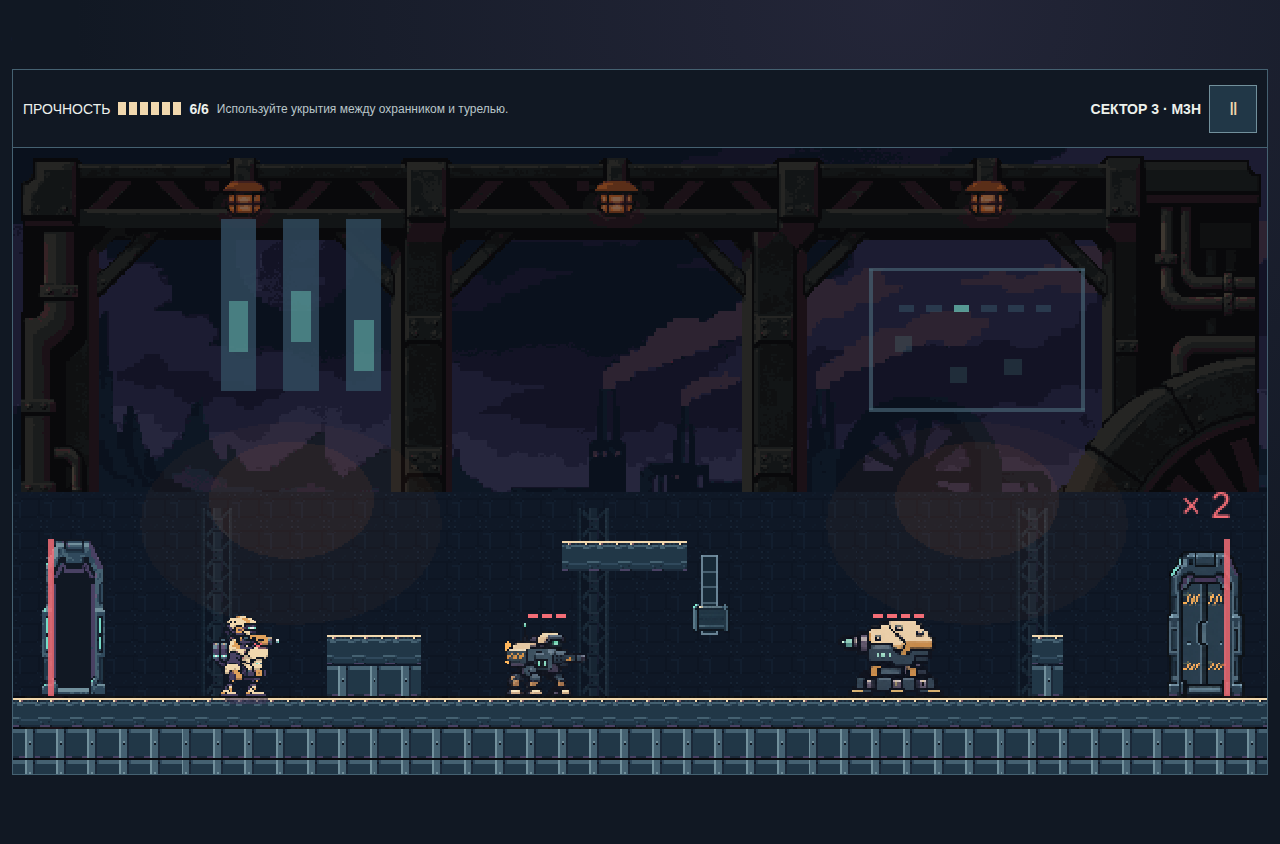 ПРОЧНОСТЬ 6/6 Используйте укрытия между охранником и турелью.
СЕКТОР 3 · МЗН
× 2